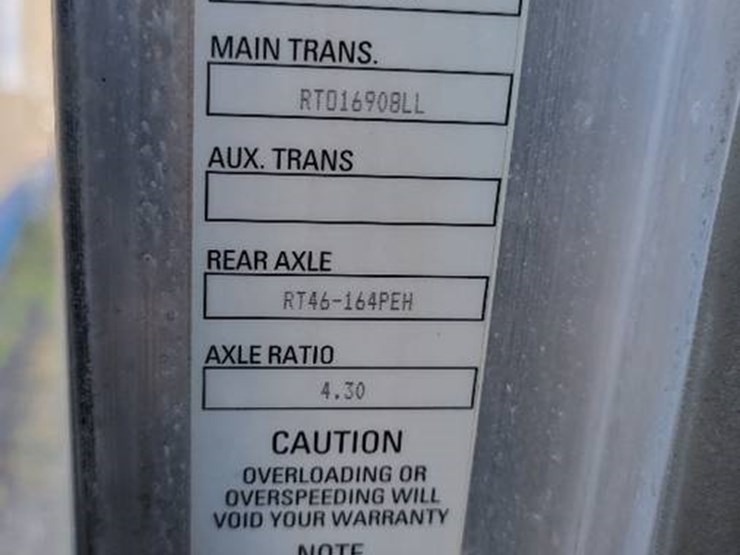 MAIN TRANS.
RTO16908LL
AUX. TRANS
REAR AXLE
RT46-164PEH
AXLE RATIO
4.30
CAUTION
OVERLOADING OR
OVERSPEEDING WILL
VOID YOUR WARRANTY
NOTE